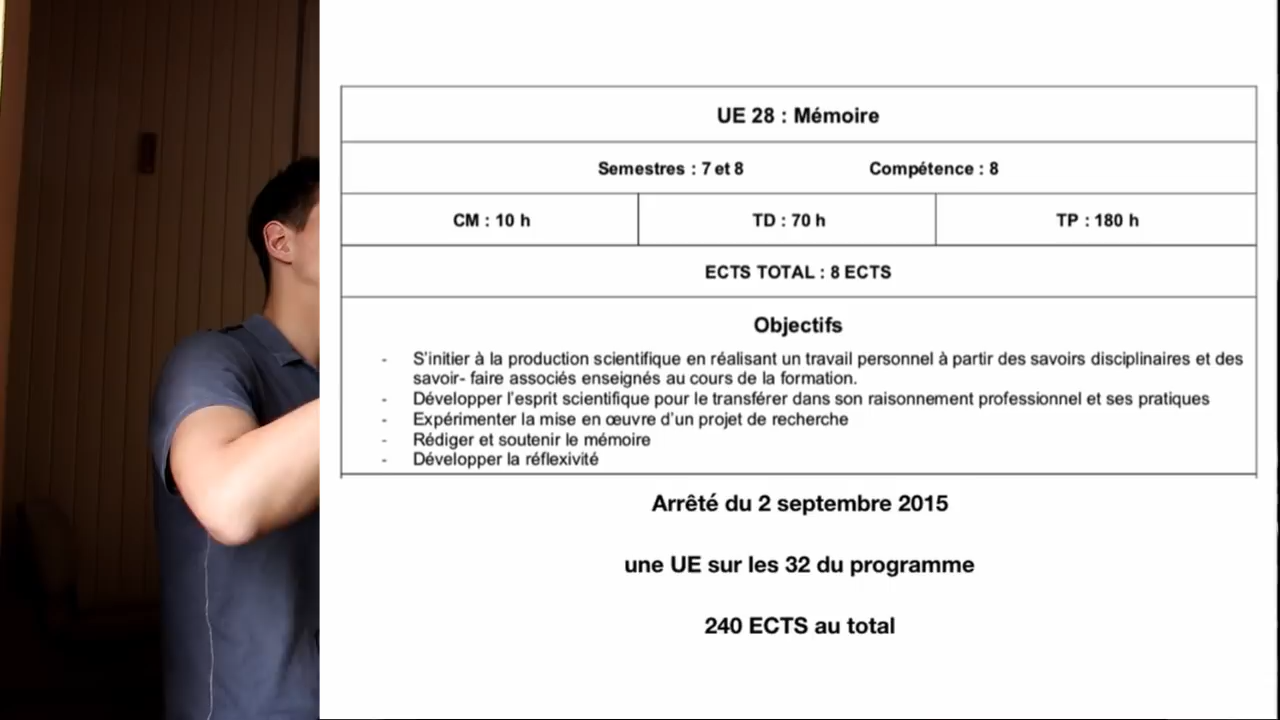 UE 28 : Mémoire
Semestres : 7 et 8 Compétence : 8
CM : 10 h TD : 70 h TP : 180 h
ECTS TOTAL : 8 ECTS
Objectifs
- S'initier à la production scientifique en réalisant un travail personnel à partir des savoirs disciplinaires et des
savoir- faire associés enseignés au cours de la formation.
- Développer l'esprit scientifique pour le transférer dans son raisonnement professionnel et ses pratiques
- Expérimenter la mise en œuvre d'un projet de recherche
- Rédiger et soutenir le mémoire
- Développer la réflexivité
Arrêté du 2 septembre 2015
une UE sur les 32 du programme
240 ECTS au total